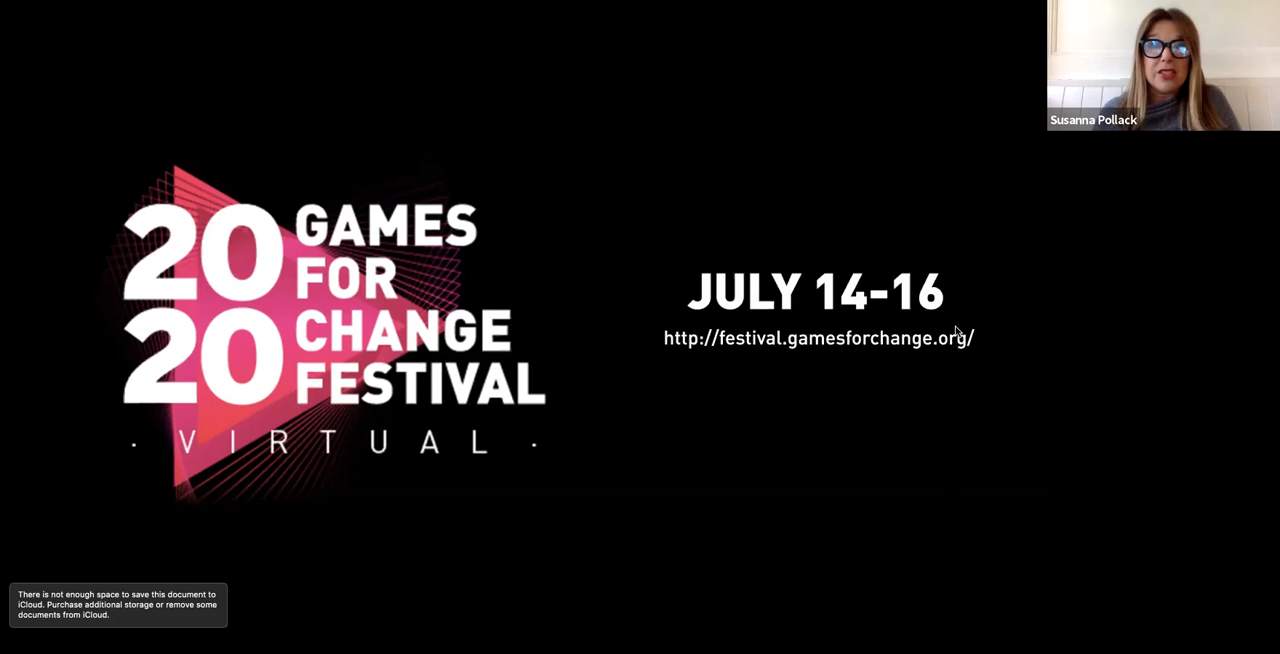 Susanna Pollack
20 GAMES
FOR
20 CHANGE
FESTIVAL
· VIRTUAL ·
JULY 14-16
http://festival.gamesforchange.org/
There is not enough space to save this document to
iCloud. Purchase additional storage or remove some
documents from iCloud.